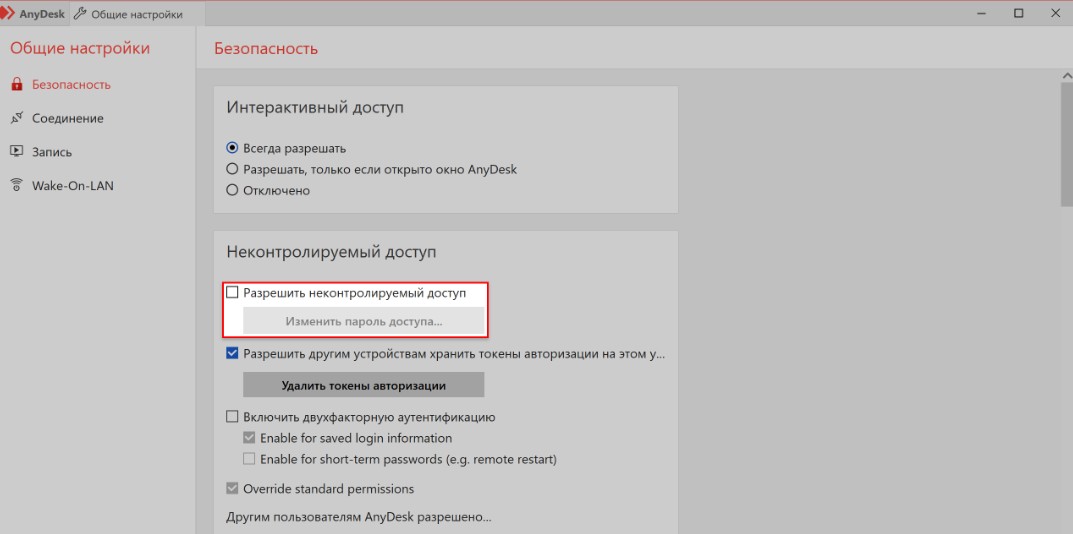 AnyDesk Общие настройки
Общие настройки
Безопасность
Соединение
Запись
Wake-On-LAN
Безопасность
Интерактивный доступ
Всегда разрешать
Разрешать, только если открыто окно AnyDesk
Отключено
Неконтролируемый доступ
Разрешить неконтролируемый доступ
Изменить пароль доступа...
Разрешить другим устройствам хранить токены авторизации на этом у...
Удалить токены авторизации
Включить двухфакторную аутентификацию
Enable for saved login information
Enable for short-term passwords (e.g. remote restart)
Override standard permissions
Другим пользователям AnyDesk разрешено...